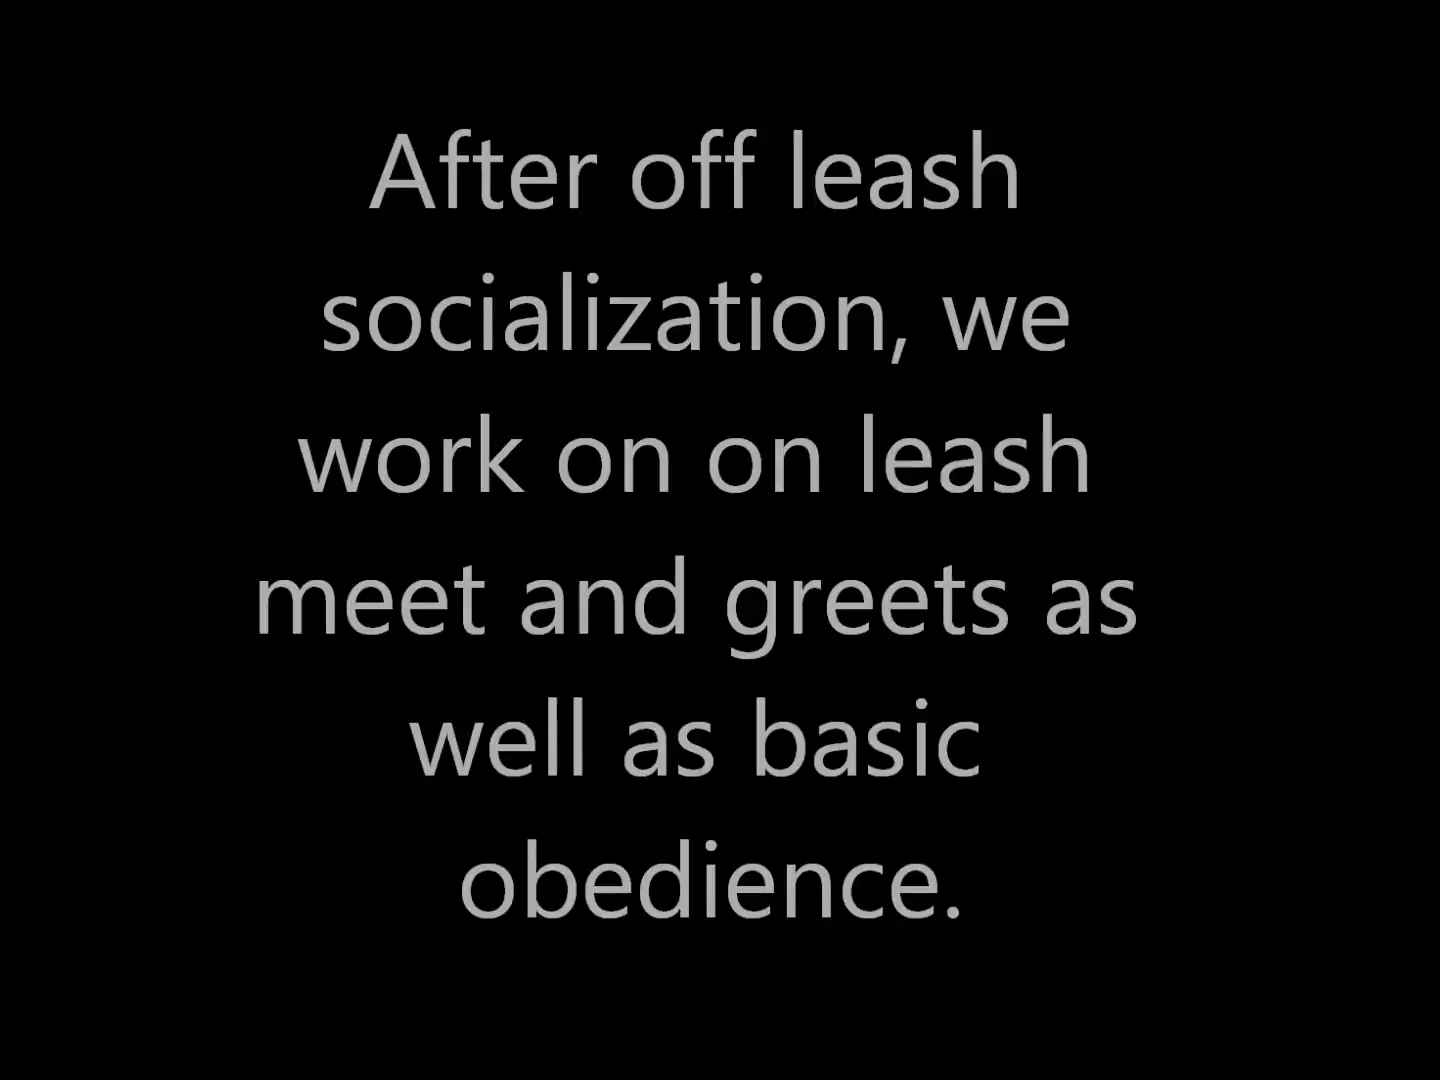 After off leash
socialization, we
work on on leash
meet and greets as
well as basic
obedience.